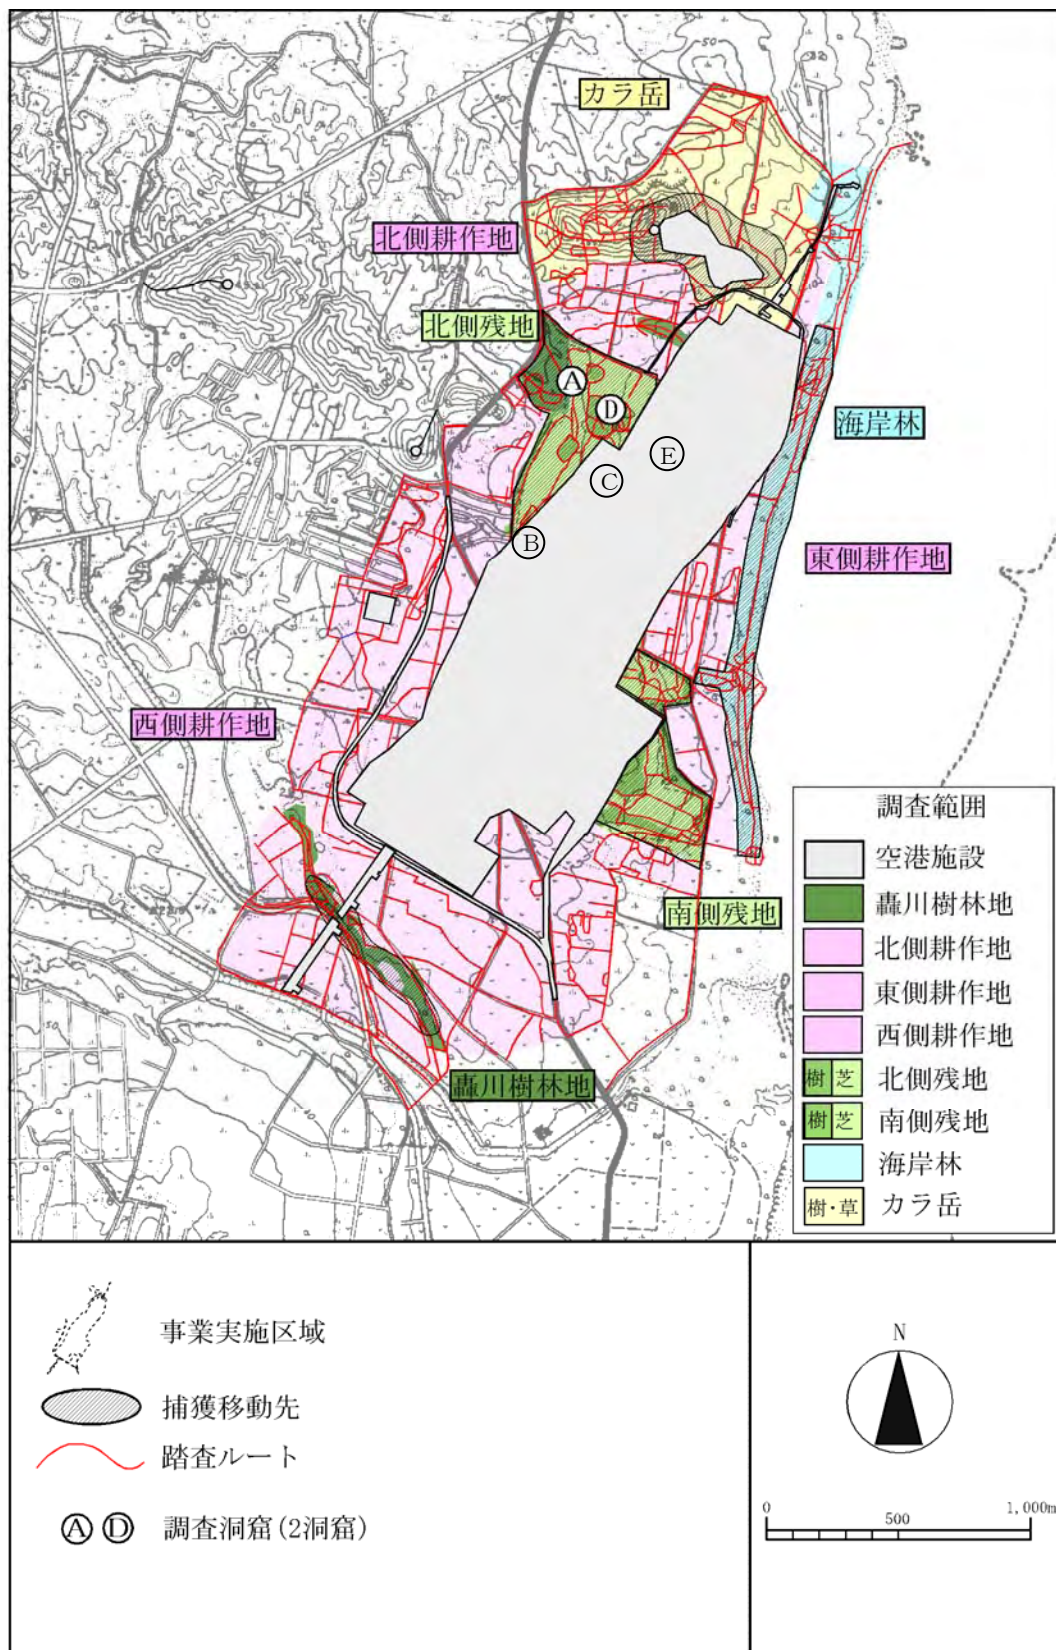 カラ岳
北側耕作地
北側残地
A
D
海岸林
E
C
B
東側耕作地
西側耕作地
南側残地
轟川樹林地
調査範囲
空港施設
轟川樹林地
北側耕作地
東側耕作地
西側耕作地
樹 芝 北側残地
樹 芝 南側残地
海岸林
樹・草 カラ岳
事業実施区域
捕獲移動先
踏査ルート
A D 調査洞窟(2洞窟)
N
0 500 1,000m